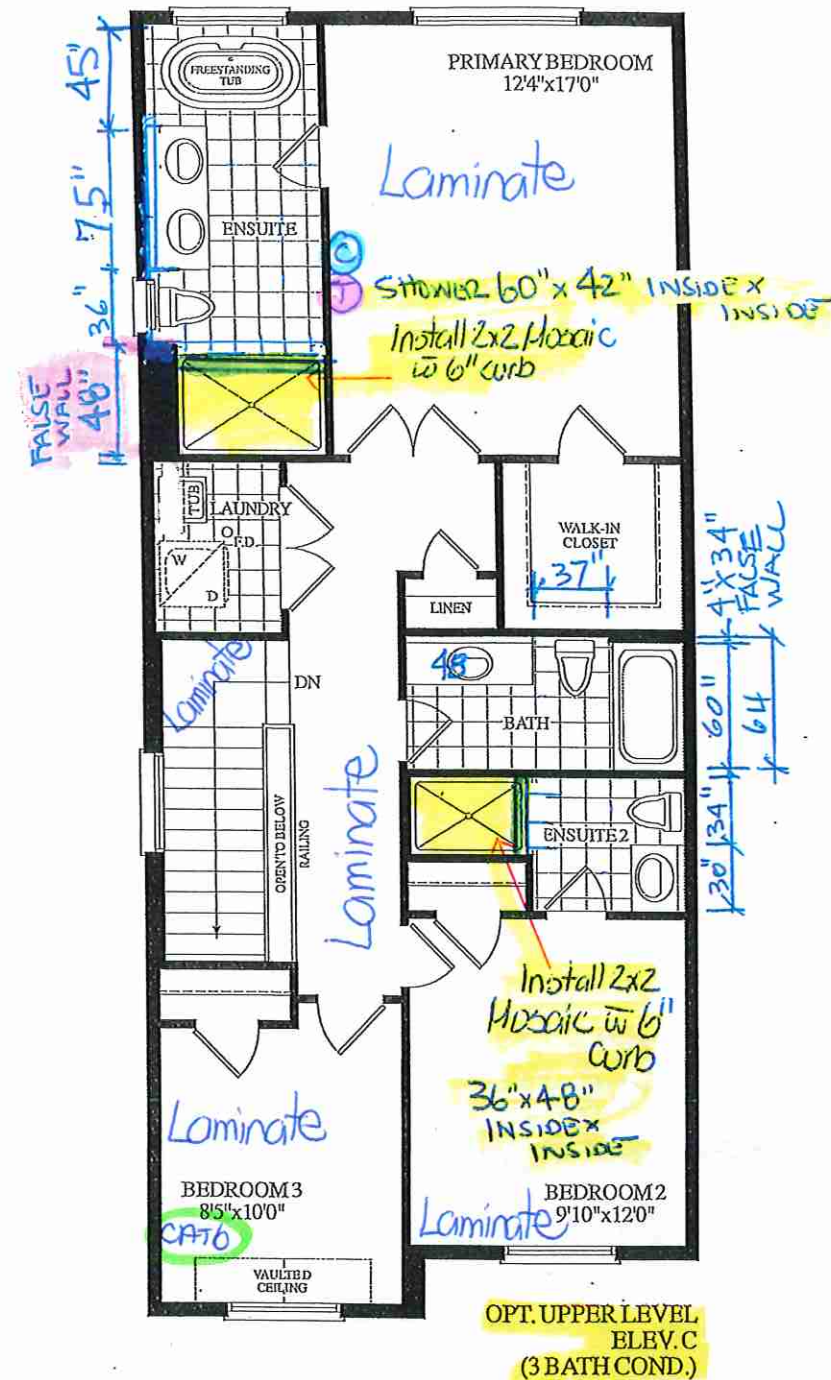 45"
75"
36"
FALSE
WALL
48"
FREESTANDING
TUB
PRIMARY BEDROOM
12'4"x17'0"
Laminate
ENSUITE
C
J
SHOWER 60" x 42" INSIDE X
INSIDE
Install 2x2 Mosaic
w 6" curb
TUB
LAUNDRY
O
F.D.
W
D
WALK-IN
CLOSET
37"
LINEN
4" X 34"
FALSE
WALL
Laminate
DN
48
BATH
60"
64
OPEN TO BELOW
RAILING
Laminate
ENSUITE 2
34"
30"
Install 2x2
Mosaic w 6"
Curb
36" x 48"
INSIDE X
INSIDE
Laminate
BEDROOM 3
8'5"x10'0"
CAT6
VAULTED
CEILING
Laminate
BEDROOM 2
9'10"x12'0"
OPT. UPPER LEVEL
ELEV. C
(3 BATH COND.)